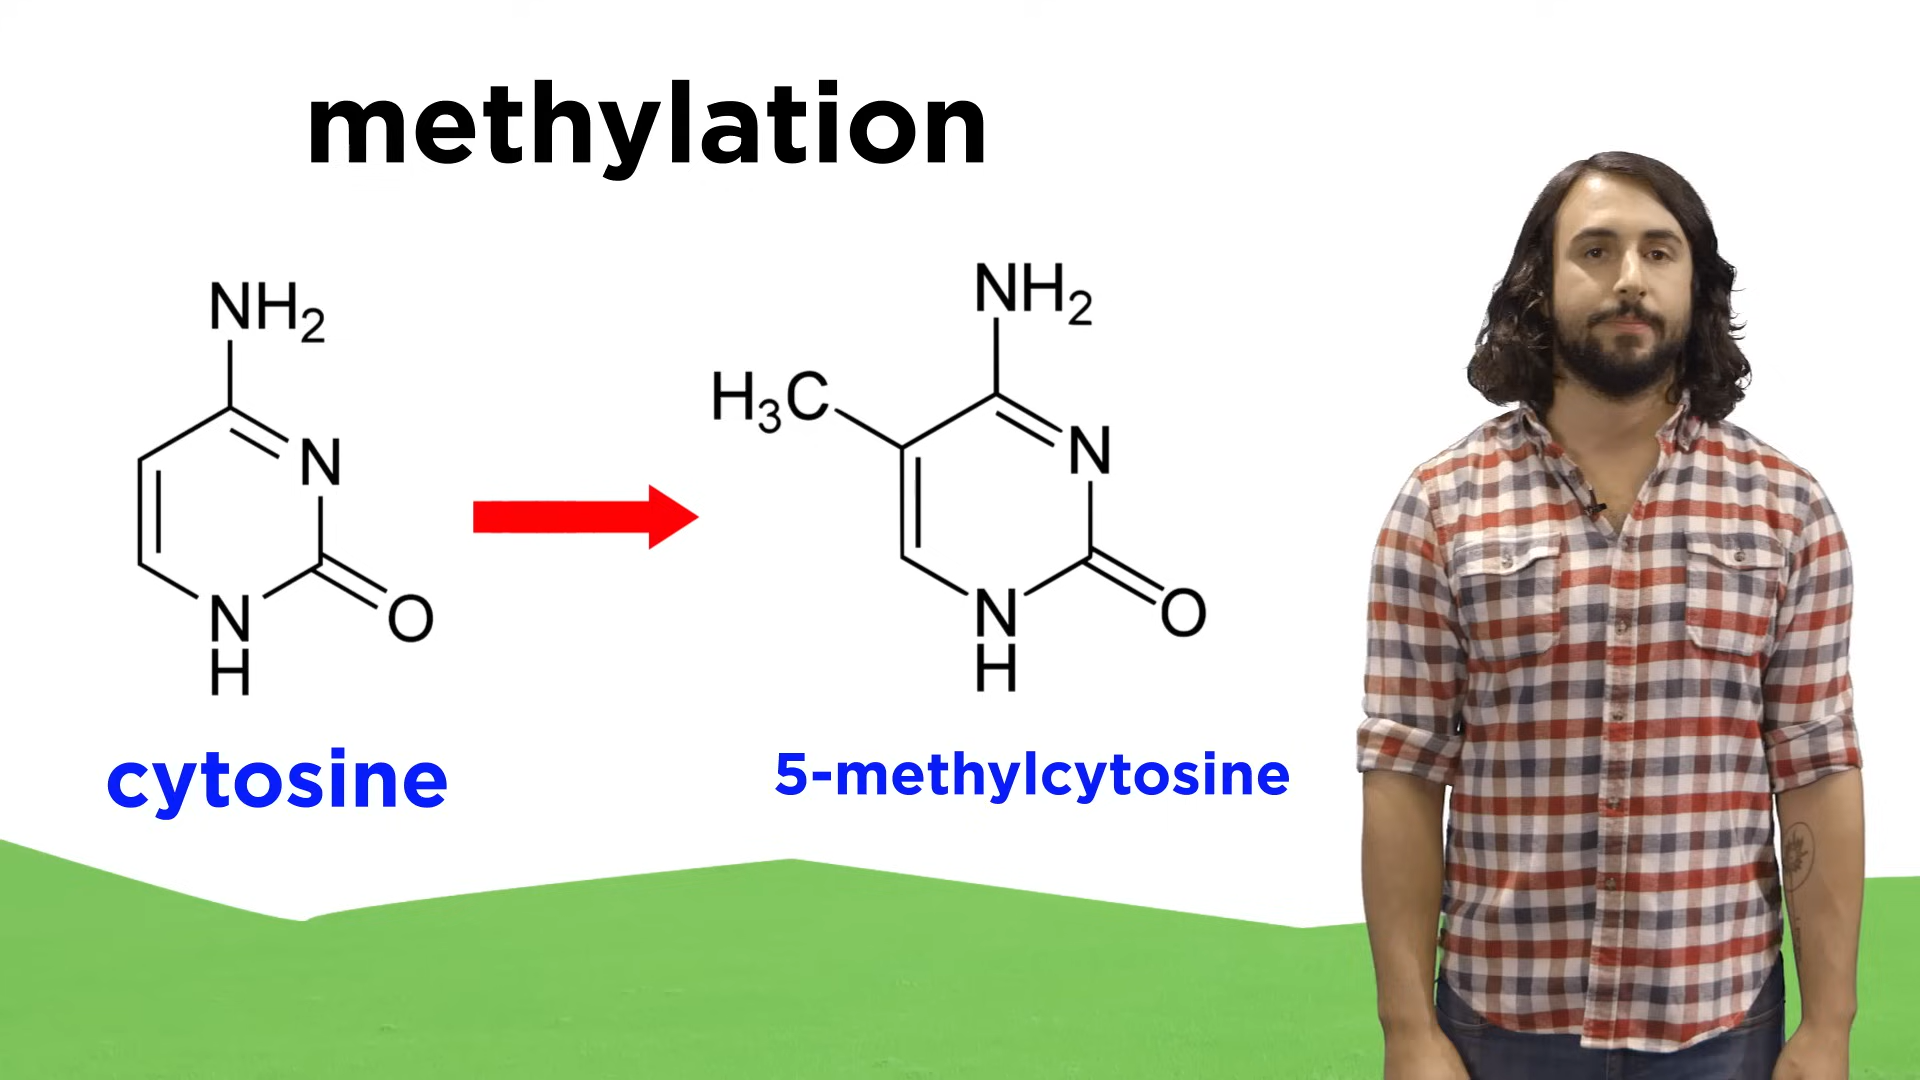 methylation
NH₂
N
N
H
O
cytosine
NH₂
H₃C
N
N
H
O
5-methylcytosine